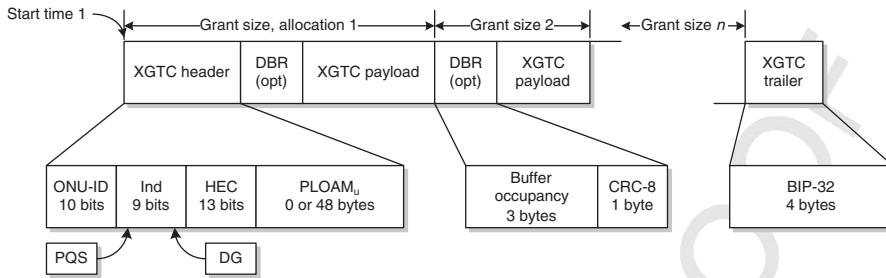 Start time 1
Grant size, allocation 1
Grant size 2
Grant size n
XGTC header
DBR
(opt)
XGTC payload
DBR
(opt)
XGTC
payload
XGTC
trailer
ONU-ID
10 bits
Ind
9 bits
HEC
13 bits
PLOAMu
0 or 48 bytes
Buffer
occupancy
3 bytes
CRC-8
1 byte
BIP-32
4 bytes
PQS
DG